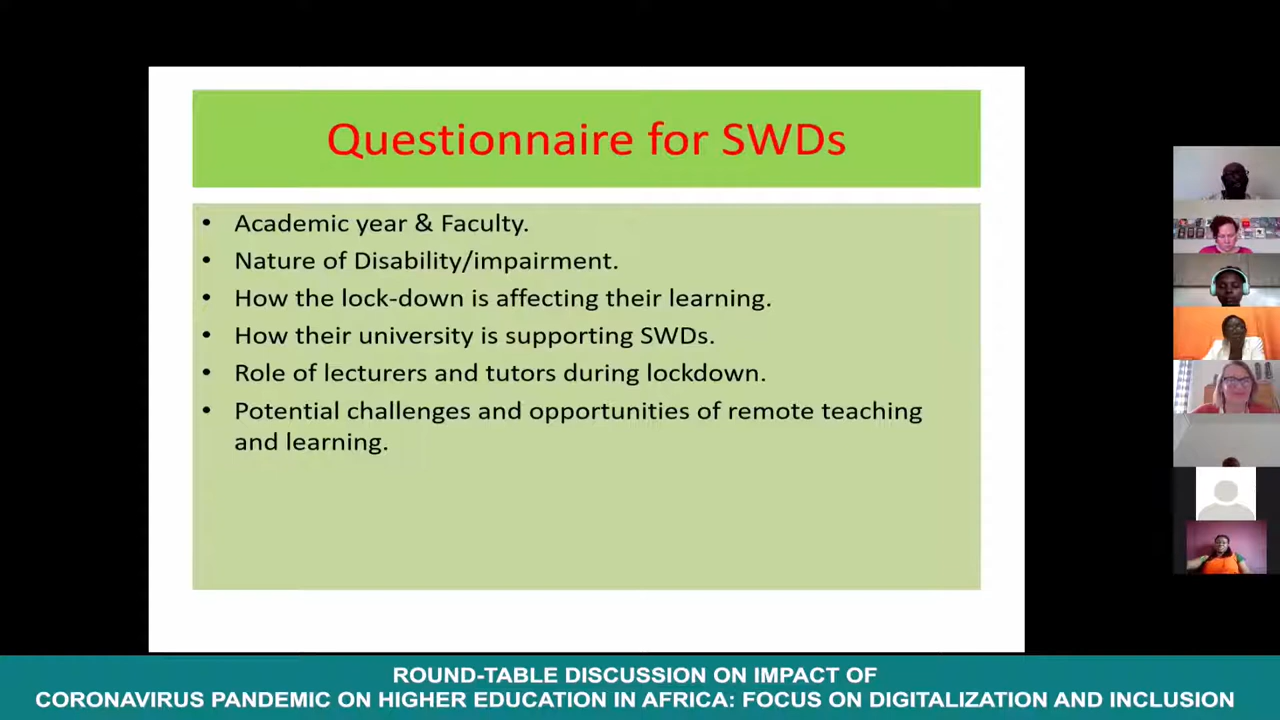 Questionnaire for SWDs
• Academic year & Faculty.
• Nature of Disability/impairment.
• How the lock-down is affecting their learning.
• How their university is supporting SWDs.
• Role of lecturers and tutors during lockdown.
• Potential challenges and opportunities of remote teaching
and learning.
ROUND-TABLE DISCUSSION ON IMPACT OF
CORONAVIRUS PANDEMIC ON HIGHER EDUCATION IN AFRICA: FOCUS ON DIGITALIZATION AND INCLUSION